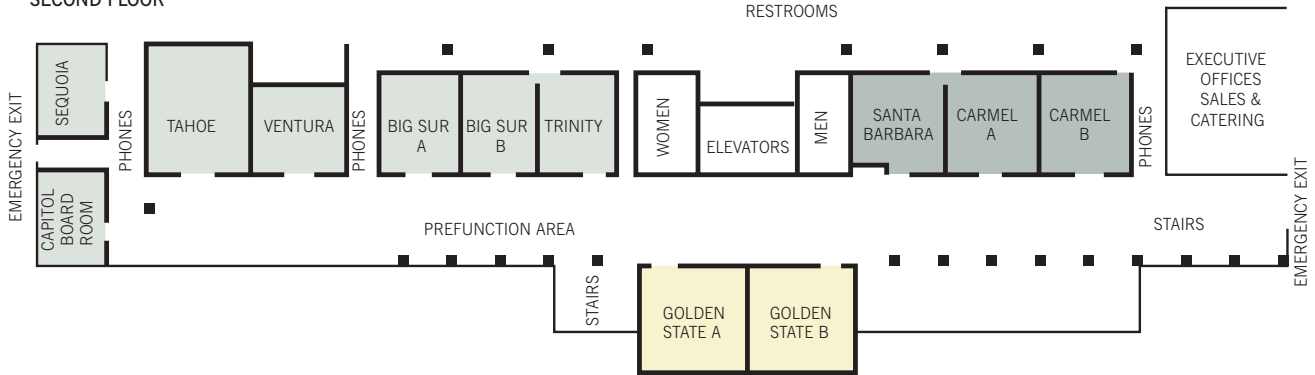 SECOND FLOOR
RESTROOMS
EMERGENCY EXIT
SEQUOIA
PHONES
TAHOE
VENTURA
PHONES
BIG SUR
A
BIG SUR
B
TRINITY
WOMEN
ELEVATORS
MEN
SANTA
BARBARA
CARMEL
A
CARMEL
B
PHONES
EXECUTIVE
OFFICES
SALES &
CATERING
CAPITOL
BOARD
ROOM
PREFUNCTION AREA
STAIRS
EMERGENCY EXIT
STAIRS
GOLDEN
STATE A
GOLDEN
STATE B